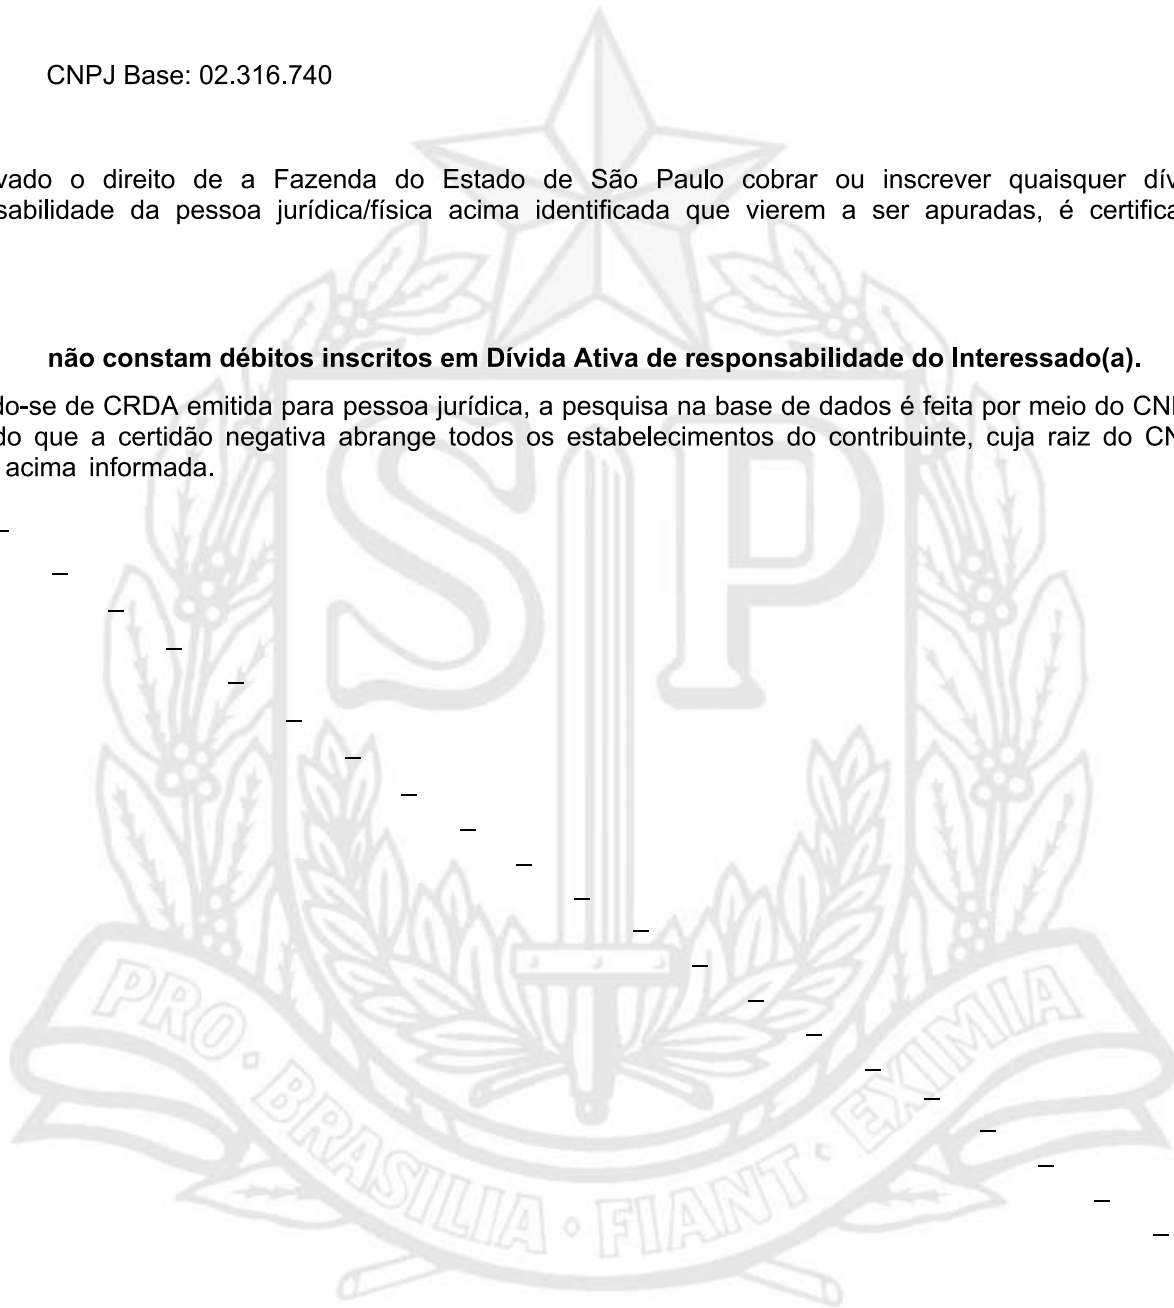 CNPJ Base: 02.316.740
vado o direito de a Fazenda do Estado de São Paulo cobrar ou inscrever quaisquer dív
sabilidade da pessoa jurídica/física acima identificada que vierem a ser apuradas, é certifica
não constam débitos inscritos em Dívida Ativa de responsabilidade do Interessado(a).
do-se de CRDA emitida para pessoa jurídica, a pesquisa na base de dados é feita por meio do CN
do que a certidão negativa abrange todos os estabelecimentos do contribuinte, cuja raiz do CN
acima informada.
SP
PRO · BRASILIA · FIANT · EXIMIA